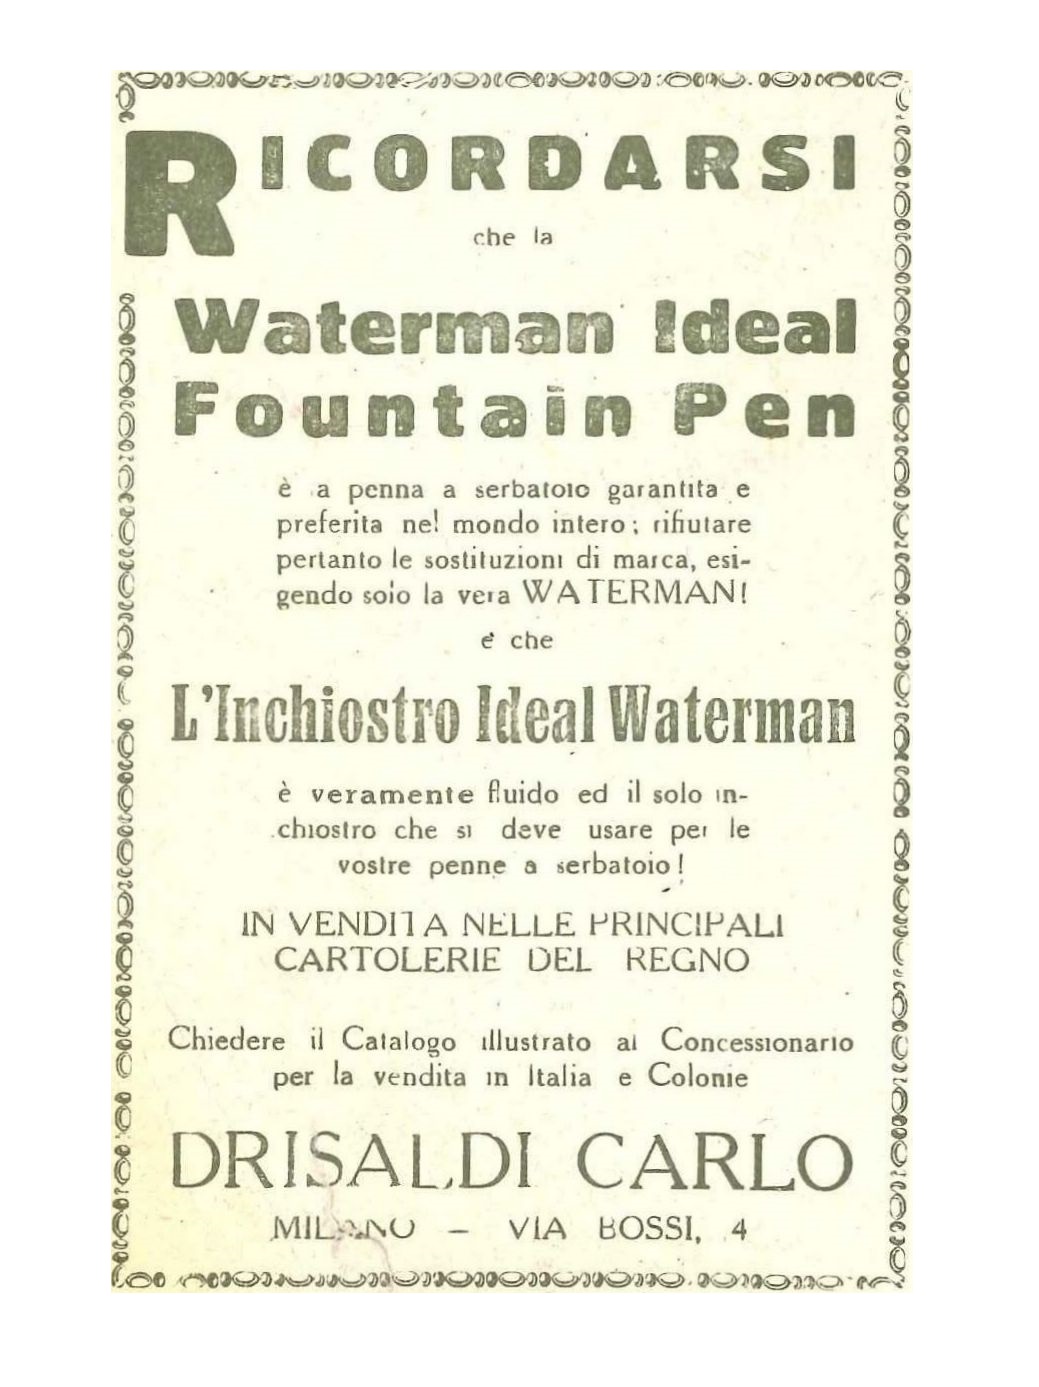 RICORDARSI
che la
Waterman Ideal
Fountain Pen
è la penna a serbatoio garantita e
preferita nel mondo intero; rifiutare
pertanto le sostituzioni di marca, esi-
gendo solo la vera WATERMAN!
e che
L'Inchiostro Ideal Waterman
è veramente fluido ed il solo in-
chiostro che si deve usare per le
vostre penne a serbatoio!
IN VENDITA NELLE PRINCIPALI
CARTOLERIE DEL REGNO
Chiedere il Catalogo illustrato al Concessionario
per la vendita in Italia e Colonie
DRISALDI CARLO
MILANO – VIA BOSSI, 4